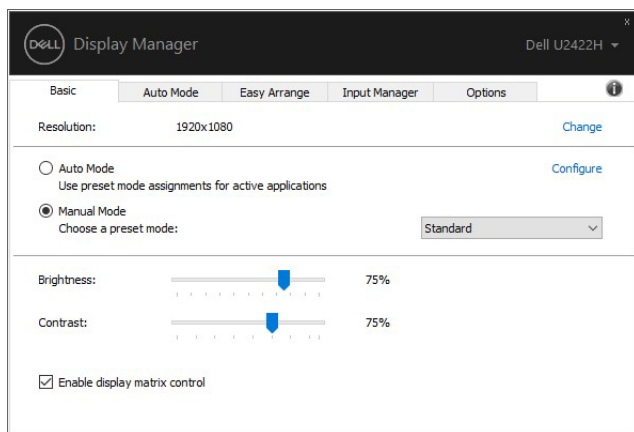 DELL Display Manager Dell U2422H
Basic Auto Mode Easy Arrange Input Manager Options
Resolution: 1920x1080 Change
Auto Mode Configure
Use preset mode assignments for active applications
Manual Mode
Choose a preset mode: Standard
Brightness: 75%
Contrast: 75%
Enable display matrix control